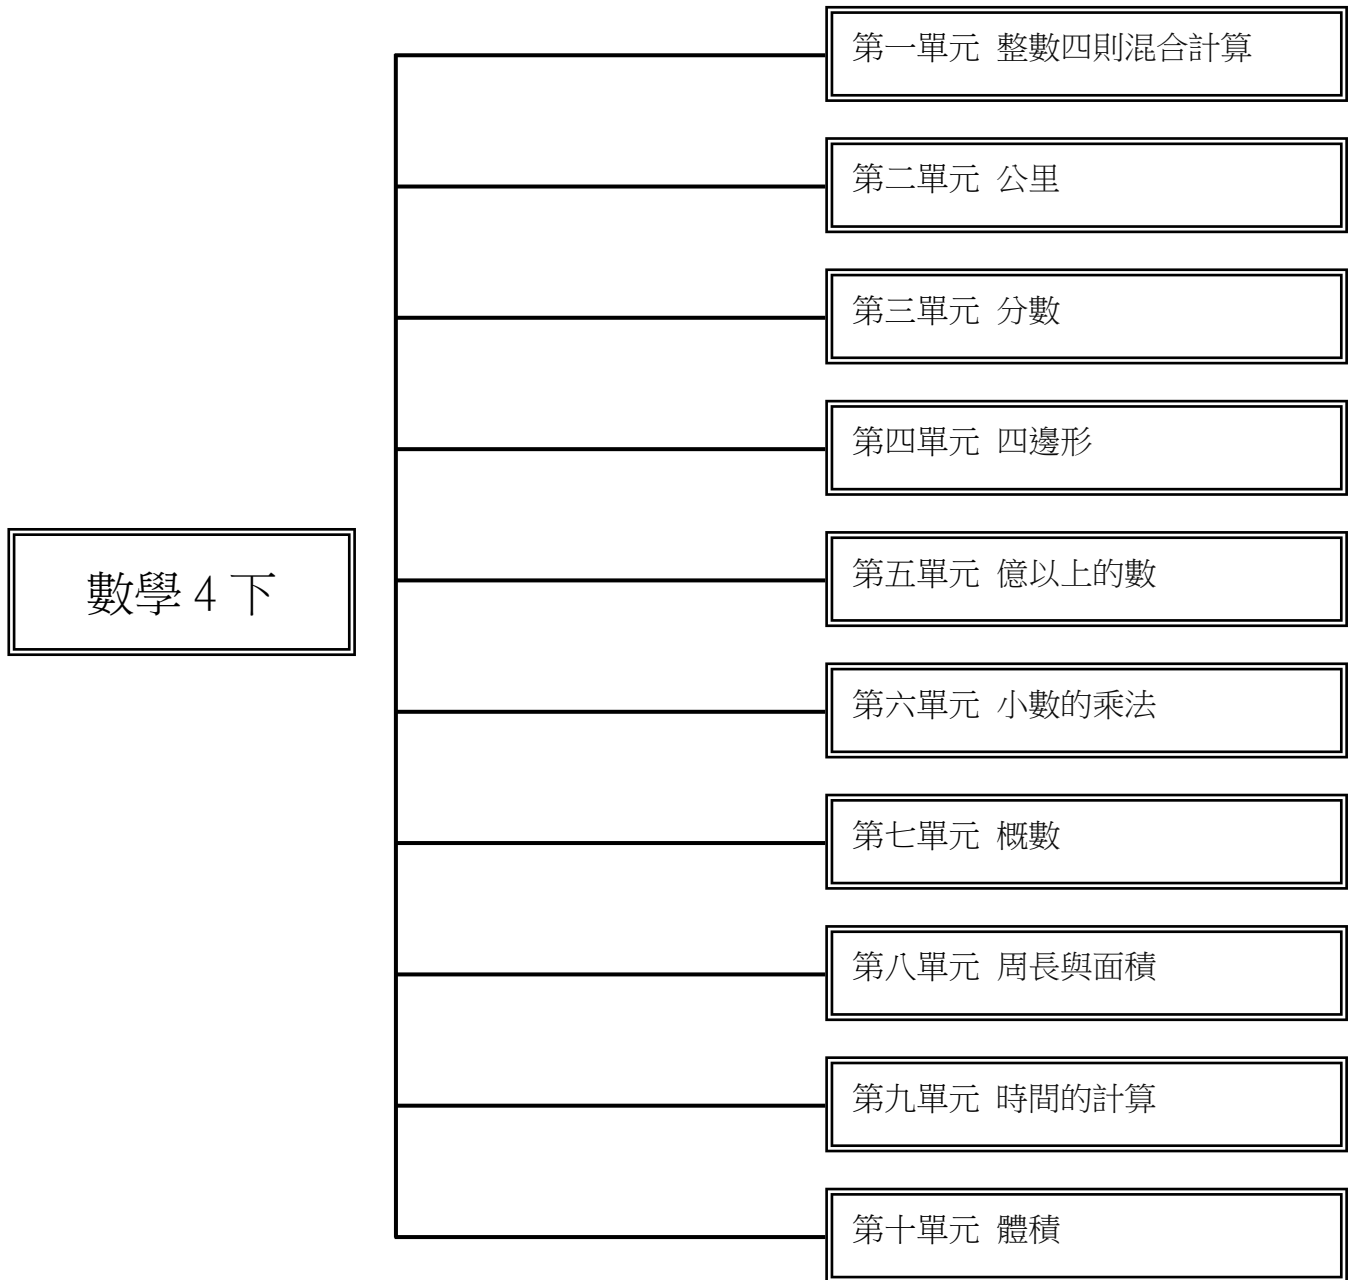 第一單元 整數四則混合計算
第二單元 公里
第三單元 分數
第四單元 四邊形
數學 4 下
第五單元 億以上的數
第六單元 小數的乘法
第七單元 概數
第八單元 周長與面積
第九單元 時間的計算
第十單元 體積